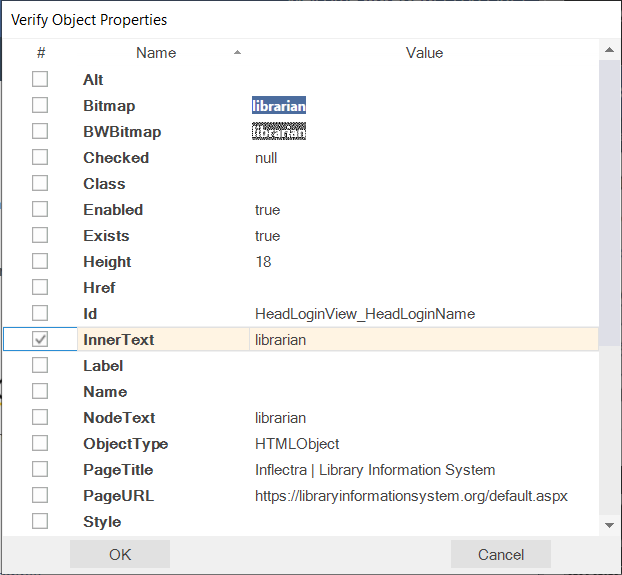 Verify Object Properties
# Name Value
Alt
Bitmap librarian
BWBitmap librarian
Checked null
Class
Enabled true
Exists true
Height 18
Href
Id HeadLoginView_HeadLoginName
InnerText librarian
Label
Name
NodeText librarian
ObjectType HTMLObject
PageTitle Inflectra | Library Information System
PageURL https://libraryinformationsystem.org/default.aspx
Style
OK Cancel